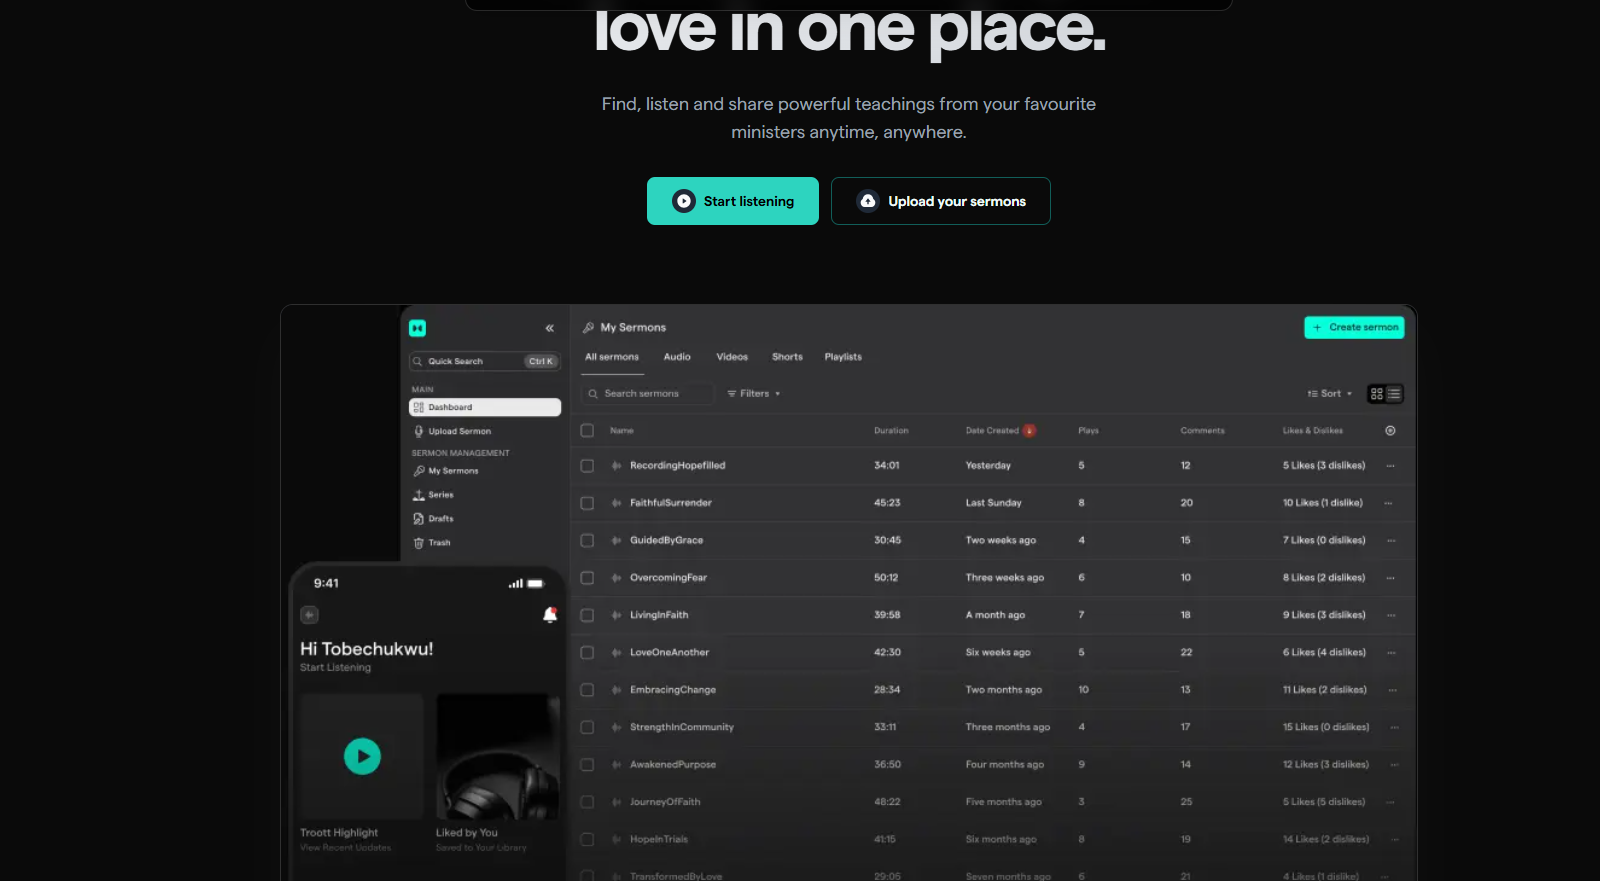 love in one place.
Find, listen and share powerful teachings from your favourite
ministers anytime, anywhere.
Start listening
Upload your sermons
Quick Search Ctrl K
MAIN
Dashboard
Upload Sermon
SERMON MANAGEMENT
My Sermons
Series
Drafts
Trash
My Sermons
+ Create sermon
All sermons Audio Videos Shorts Playlists
Search sermons Filters Sort
Name Duration Date Created Plays Comments Likes & Dislikes
RecordingHopefilled 34:01 Yesterday 5 12 5 Likes (3 dislikes) ...
FaithfulSurrender 45:23 Last Sunday 8 20 10 Likes (1 dislike) ...
GuidedByGrace 30:45 Two weeks ago 4 15 7 Likes (0 dislikes) ...
OvercomingFear 50:12 Three weeks ago 6 10 8 Likes (2 dislikes) ...
LivingInFaith 39:58 A month ago 7 18 9 Likes (3 dislikes) ...
LoveOneAnother 42:30 Six weeks ago 5 22 6 Likes (4 dislikes) ...
EmbracingChange 28:34 Two months ago 10 13 11 Likes (2 dislikes) ...
StrengthInCommunity 33:11 Three months ago 4 17 15 Likes (0 dislikes) ...
AwakenedPurpose 36:50 Four months ago 9 14 12 Likes (3 dislikes) ...
JourneyOfFaith 48:22 Five months ago 3 25 5 Likes (5 dislikes) ...
HopeInTrials 41:15 Six months ago 8 19 14 Likes (2 dislikes) ...
TransformedByLove 29:05 Seven months ago 6 21 4 Likes (1 dislike) ...
9:41
Hi Tobechukwu!
Start Listening
Troott Highlight
View Recent Updates
Liked by You
Saved to Your Library